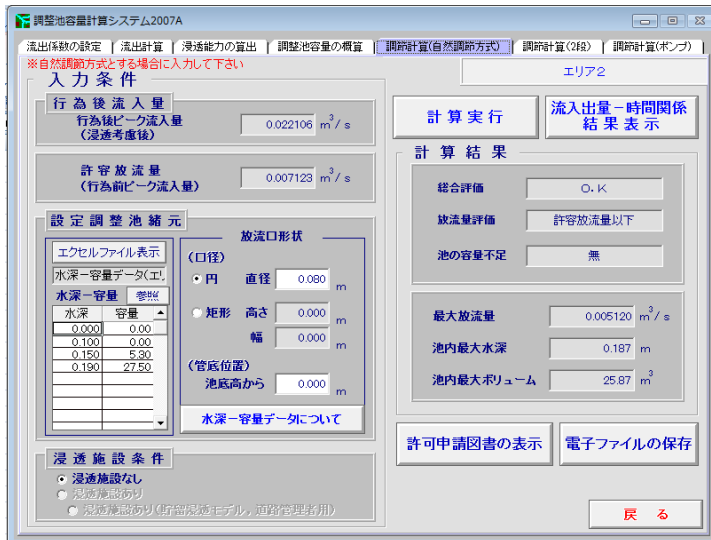 調整池容量計算システム2007A
流出係数の設定 流出計算 浸透能力の算出 調整池容量の概算 調節計算(自然調節方式) 調節計算(2段) 調節計算(ポンプ)
※自然調節方式とする場合に入力して下さい
エリア2
入力条件
行為後流入量
行為後ピーク流入量
(浸透考慮後)
0.022106 m3/s
許容放流量
(行為前ピーク流入量)
0.007123 m3/s
設定調整池緒元
エクセルファイル表示
水深-容量データ(エリ
水深-容量 参照
水深 容量
0.000 0.00
0.100 0.00
0.150 5.30
0.190 27.50
放流口形状
(口径)
円 直径 0.080 m
矩形 高さ 0.000 m
幅 0.000 m
(管底位置)
池底高から 0.000 m
水深-容量データについて
浸透施設条件
浸透施設なし
浸透施設あり
浸透施設あり(貯留浸透モデル,道路管理者用)
計算実行
流入出量-時間関係
結果表示
計算結果
総合評価 O.K
放流量評価 許容放流量以下
池の容量不足 無
最大放流量 0.005120 m3/s
池内最大水深 0.187 m
池内最大ボリューム 25.87 m3
許可申請図書の表示
電子ファイルの保存
戻る